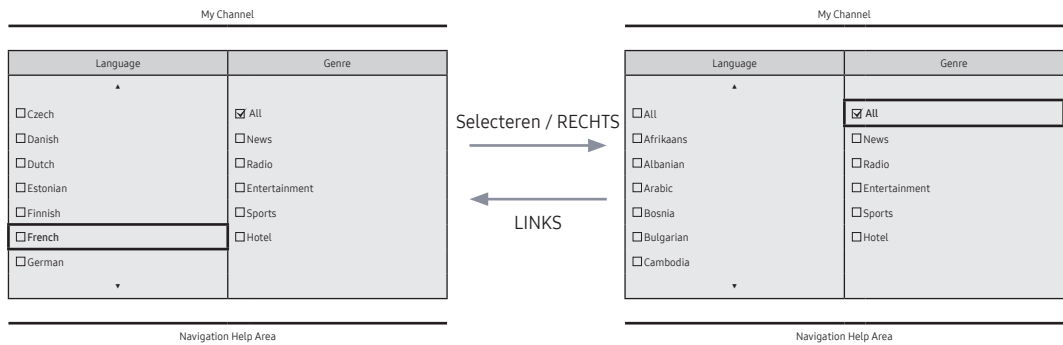 My Channel
Language Genre
▲
☐ Czech ☑ All
☐ Danish ☐ News
☐ Dutch ☐ Radio
☐ Estonian ☐ Entertainment
☐ Finnish ☐ Sports
☐ French ☐ Hotel
☐ German
▼
Navigation Help Area
Selecteren / RECHTS
LINKS
My Channel
Language Genre
▲
☐ All ☑ All
☐ Afrikaans ☐ News
☐ Albanian ☐ Radio
☐ Arabic ☐ Entertainment
☐ Bosnia ☐ Sports
☐ Bulgarian ☐ Hotel
☐ Cambodia
▼
Navigation Help Area